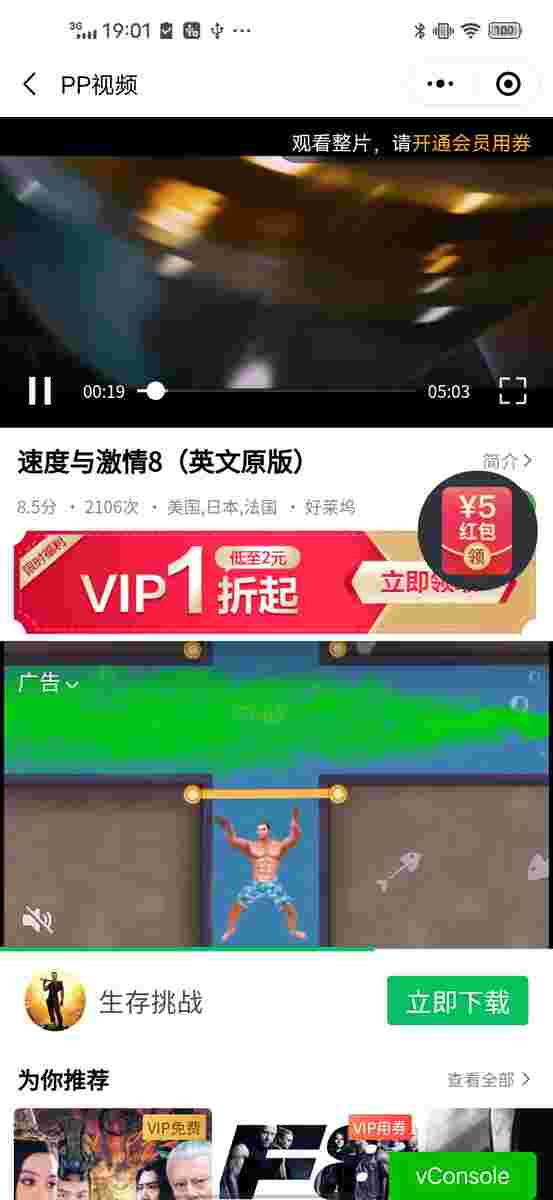 3G 19:01 100
PP视频
观看整片，请开通会员用券
00:19 05:03
速度与激情8（英文原版）
简介
8.5分 · 2106次 · 美国,日本,法国 · 好莱坞
¥5
红包
领
限时福利
VIP1折起
低至2元
立即领
广告
生存挑战
立即下载
为你推荐
查看全部
VIP免费
VIP用券
F8
vConsole